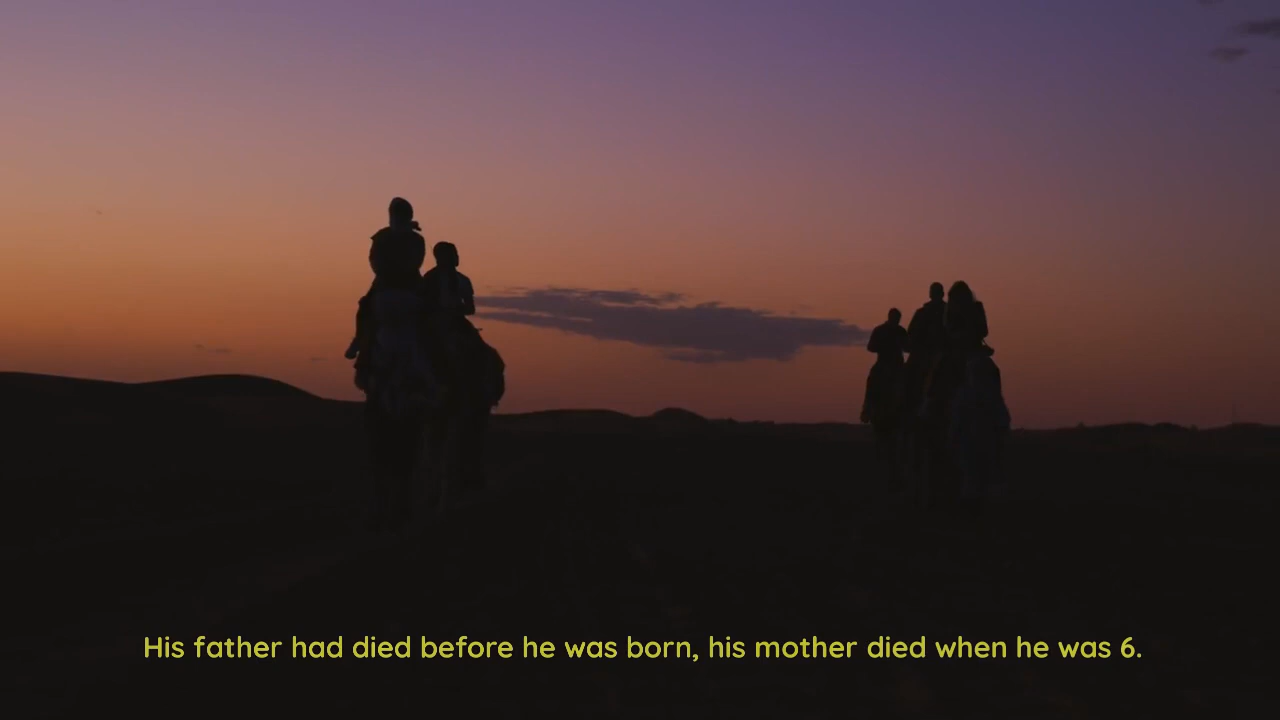 His father had died before he was born, his mother died when he was 6.